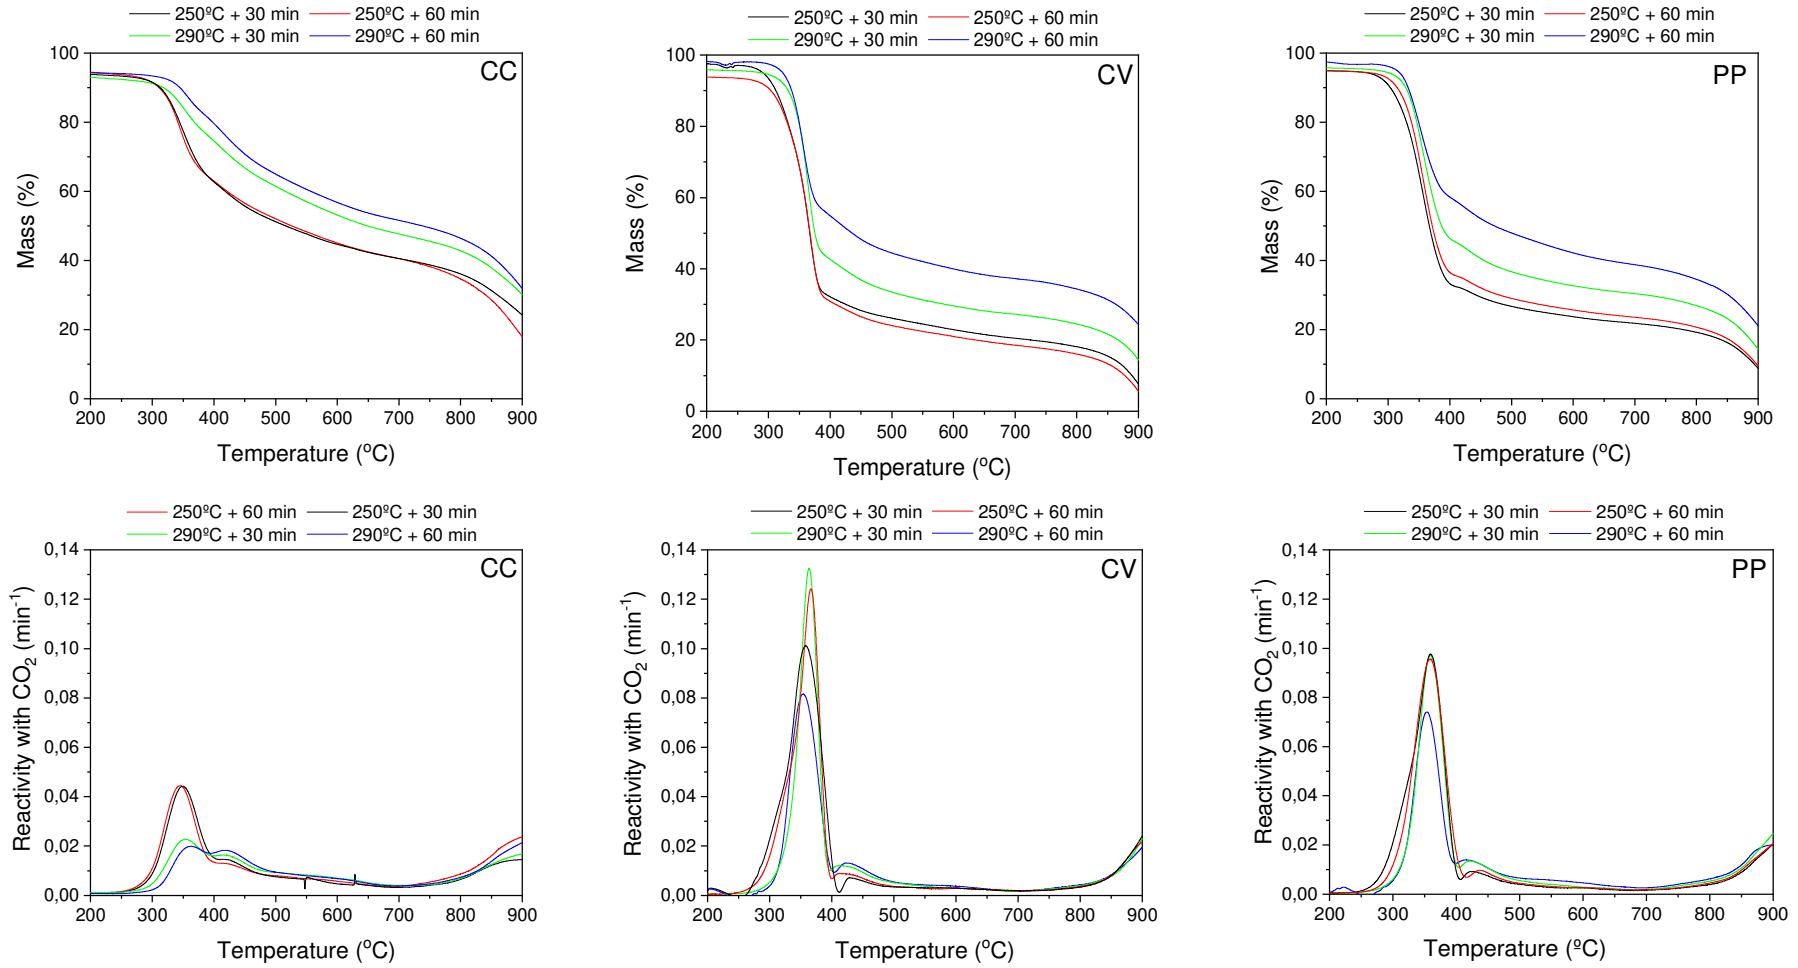 250ºC + 30 min 250ºC + 60 min
290ºC + 30 min 290ºC + 60 min
CC
100
80
60
40
20
0
Mass (%)
200 300 400 500 600 700 800 900
Temperature (ºC)
250ºC + 30 min 250ºC + 60 min
290ºC + 30 min 290ºC + 60 min
CV
100
80
60
40
20
0
Mass (%)
200 300 400 500 600 700 800 900
Temperature (ºC)
250ºC + 30 min 250ºC + 60 min
290ºC + 30 min 290ºC + 60 min
PP
100
80
60
40
20
0
Mass (%)
200 300 400 500 600 700 800 900
Temperature (ºC)
250ºC + 60 min 250ºC + 30 min
290ºC + 30 min 290ºC + 60 min
CC
0,14
0,12
0,10
0,08
0,06
0,04
0,02
0,00
Reactivity with CO₂ (min⁻¹)
200 300 400 500 600 700 800 900
Temperature (ºC)
250ºC + 30 min 250ºC + 60 min
290ºC + 30 min 290ºC + 60 min
CV
0,14
0,12
0,10
0,08
0,06
0,04
0,02
0,00
Reactivity with CO₂ (min⁻¹)
200 300 400 500 600 700 800 900
Temperature (ºC)
250ºC + 30 min 250ºC + 60 min
290ºC + 30 min 290ºC + 60 min
PP
0,14
0,12
0,10
0,08
0,06
0,04
0,02
0,00
Reactivity with CO₂ (min⁻¹)
200 300 400 500 600 700 800 900
Temperature (ºC)